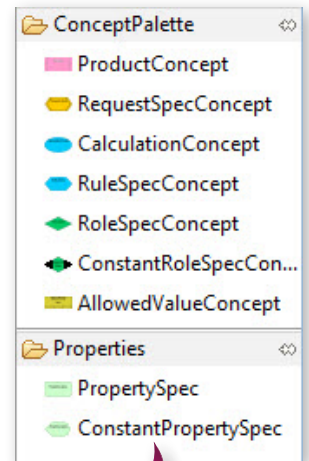 ConceptPalette
ProductConcept
RequestSpecConcept
CalculationConcept
RuleSpecConcept
RoleSpecConcept
ConstantRoleSpecCon...
AllowedValueConcept
Properties
PropertySpec
ConstantPropertySpec